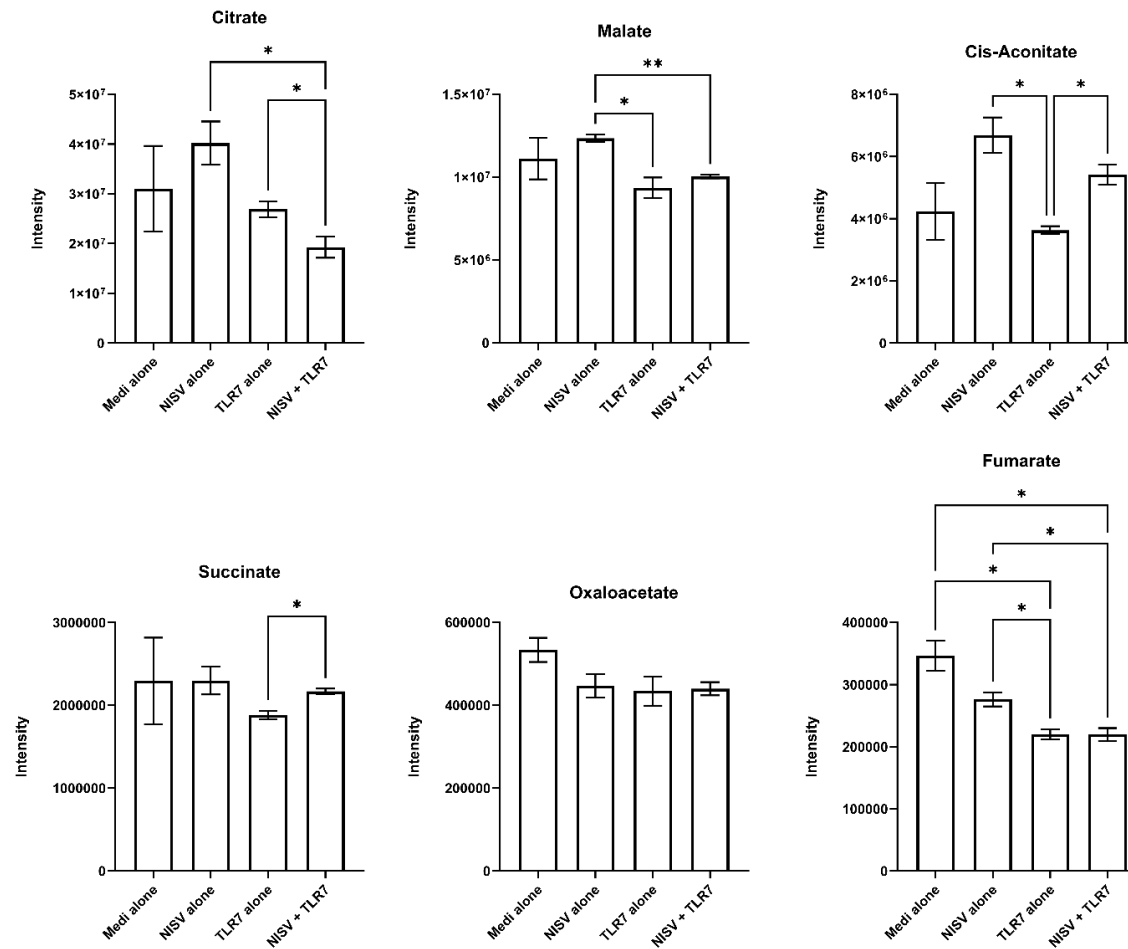 Citrate
*
*
5×10⁷
4×10⁷
3×10⁷
2×10⁷
1×10⁷
0
Intensity
Medi alone
NISV alone
TLR7 alone
NISV + TLR7
Malate
**
*
1.5×10⁷
1×10⁷
5×10⁶
0
Intensity
Medi alone
NISV alone
TLR7 alone
NISV + TLR7
Cis-Aconitate
* *
8×10⁶
6×10⁶
4×10⁶
2×10⁶
0
Intensity
Medi alone
NISV alone
TLR7 alone
NISV + TLR7
Succinate
*
3000000
2000000
1000000
0
Intensity
Medi alone
NISV alone
TLR7 alone
NISV + TLR7
Oxaloacetate
600000
400000
200000
0
Intensity
Medi alone
NISV alone
TLR7 alone
NISV + TLR7
Fumarate
*
*
*
*
400000
300000
200000
100000
0
Intensity
Medi alone
NISV alone
TLR7 alone
NISV + TLR7